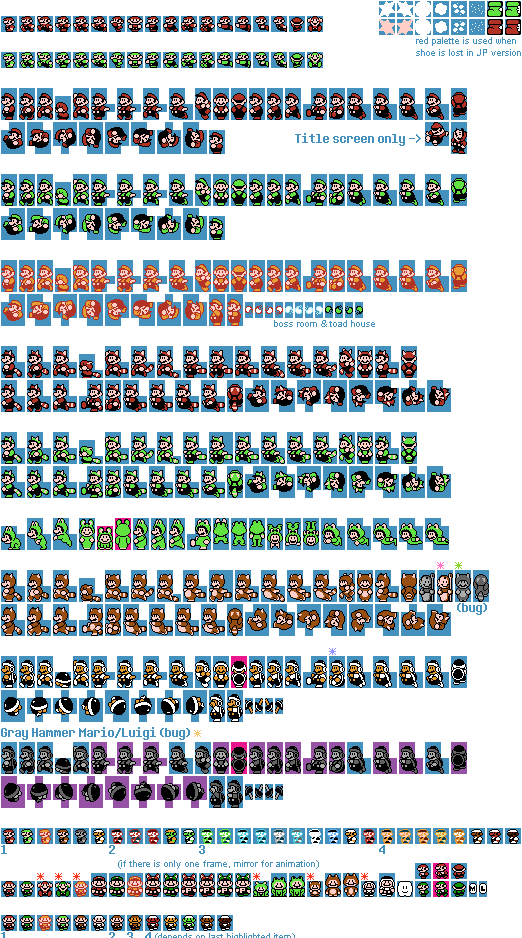 red palette is used when
shoe is lost in JP version
Title screen only ->
boss room & toad house
(bug)
Gray Hammer Mario/Luigi (bug)
1 2 3 4
(if there is only one frame, mirror for animation)
M L
1 2 3 4 (depends on last highlighted item)